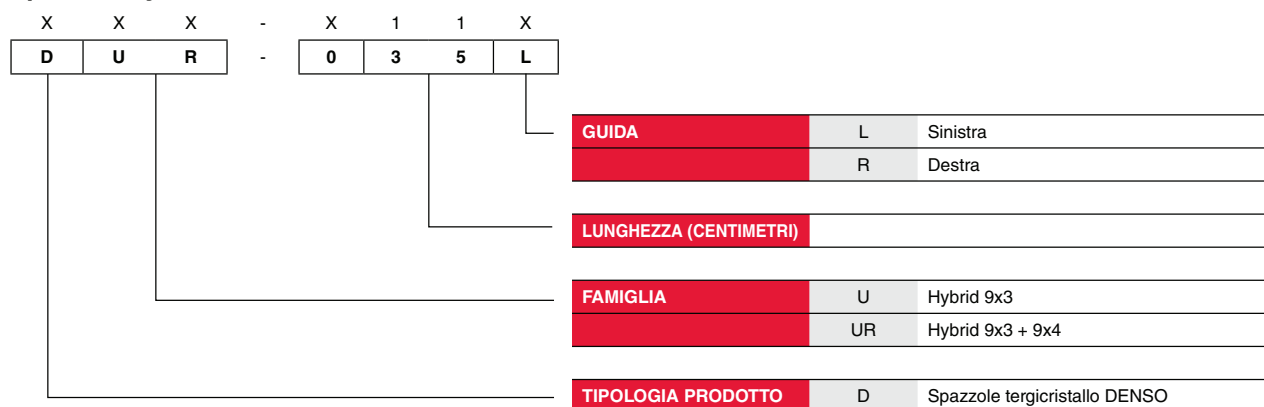 X X X - X 1 1 X
D U R - 0 3 5 L
GUIDA L Sinistra
R Destra
LUNGHEZZA (CENTIMETRI)
FAMIGLIA U Hybrid 9x3
UR Hybrid 9x3 + 9x4
TIPOLOGIA PRODOTTO D Spazzole tergicristallo DENSO